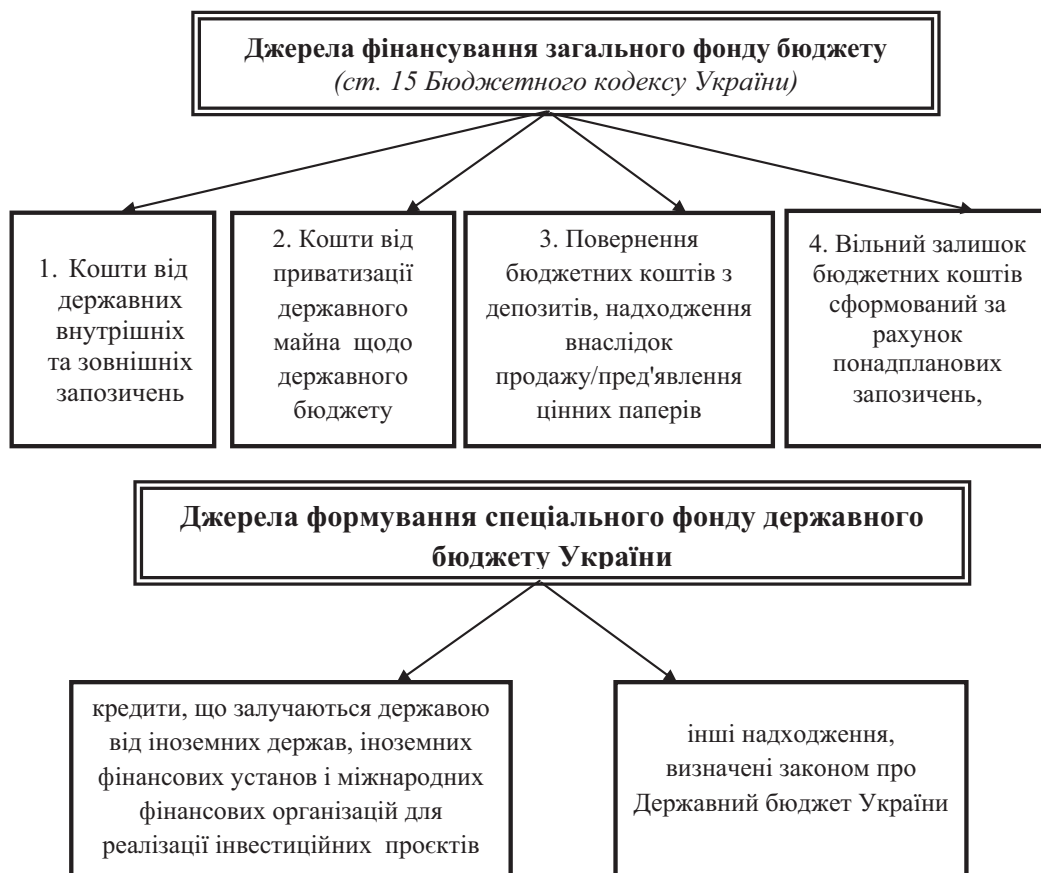 Джерела фінансування загального фонду бюджету
(ст. 15 Бюджетного кодексу України)
1. Кошти від
державних
внутрішніх
та зовнішніх
запозичень
2. Кошти від
приватизації
державного
майна щодо
державного
бюджету
3. Повернення
бюджетних коштів з
депозитів, надходження
внаслідок
продажу/пред'явлення
цінних паперів
4. Вільний залишок
бюджетних коштів
сформований за
рахунок
понадпланових
запозичень,
Джерела формування спеціального фонду державного
бюджету України
кредити, що залучаються державою
від іноземних держав, іноземних
фінансових установ і міжнародних
фінансових організацій для
реалізації інвестиційних проєктів
інші надходження,
визначені законом про
Державний бюджет України